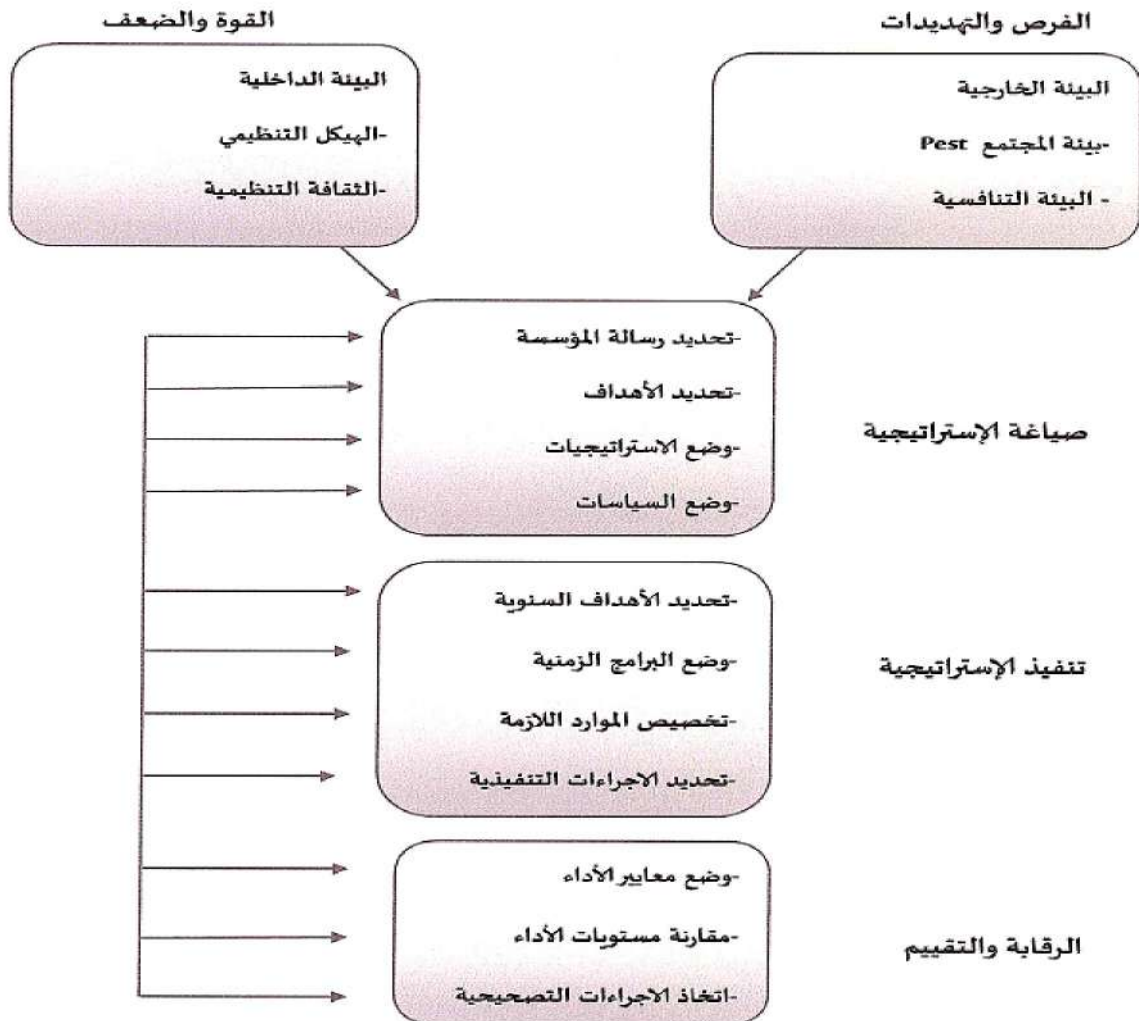 الفرص والتهديدات
البيئة الخارجية
-بيئة المجتمع Pest
- البيئة التنافسية
القوة والضعف
البيئة الداخلية
-الهيكل التنظيمي
-الثقافة التنظيمية
صياغة الإستراتيجية
-تحديد رسالة المؤسسة
-تحديد الأهداف
-وضع الاستراتيجيات
-وضع السياسات
تنفيذ الإستراتيجية
-تحديد الأهداف السنوية
-وضع البرامج الزمنية
-تخصيص الموارد اللازمة
-تحديد الاجراءات التنفيذية
الرقابة والتقييم
-وضع معايير الأداء
-مقارنة مستويات الأداء
-اتخاذ الاجراءات التصحيحية